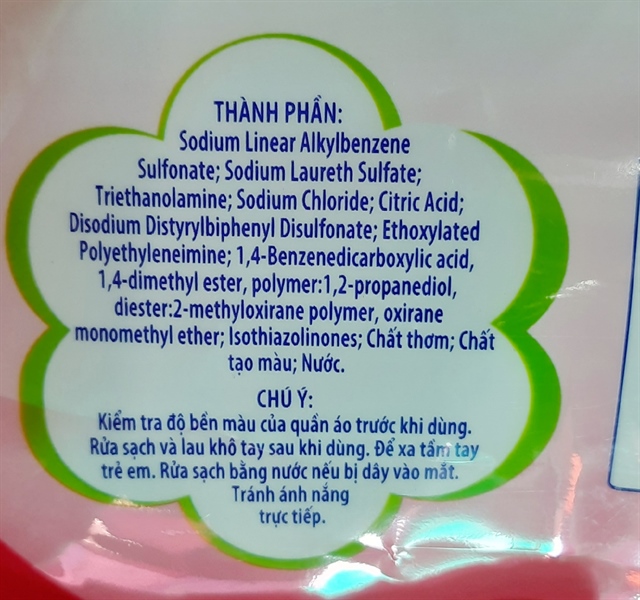 THÀNH PHẦN:
Sodium Linear Alkylbenzene
Sulfonate; Sodium Laureth Sulfate;
Triethanolamine; Sodium Chloride; Citric Acid;
Disodium Distyrylbiphenyl Disulfonate; Ethoxylated
Polyethyleneimine; 1,4-Benzenedicarboxylic acid,
1,4-dimethyl ester, polymer:1,2-propanediol,
diester:2-methyloxirane polymer, oxirane
monomethyl ether; Isothiazolinones; Chất thơm; Chất
tạo màu; Nước.
CHÚ Ý:
Kiểm tra độ bền màu của quần áo trước khi dùng.
Rửa sạch và lau khô tay sau khi dùng. Để xa tầm tay
trẻ em. Rửa sạch bằng nước nếu bị dây vào mắt.
Tránh ánh nắng
trực tiếp.